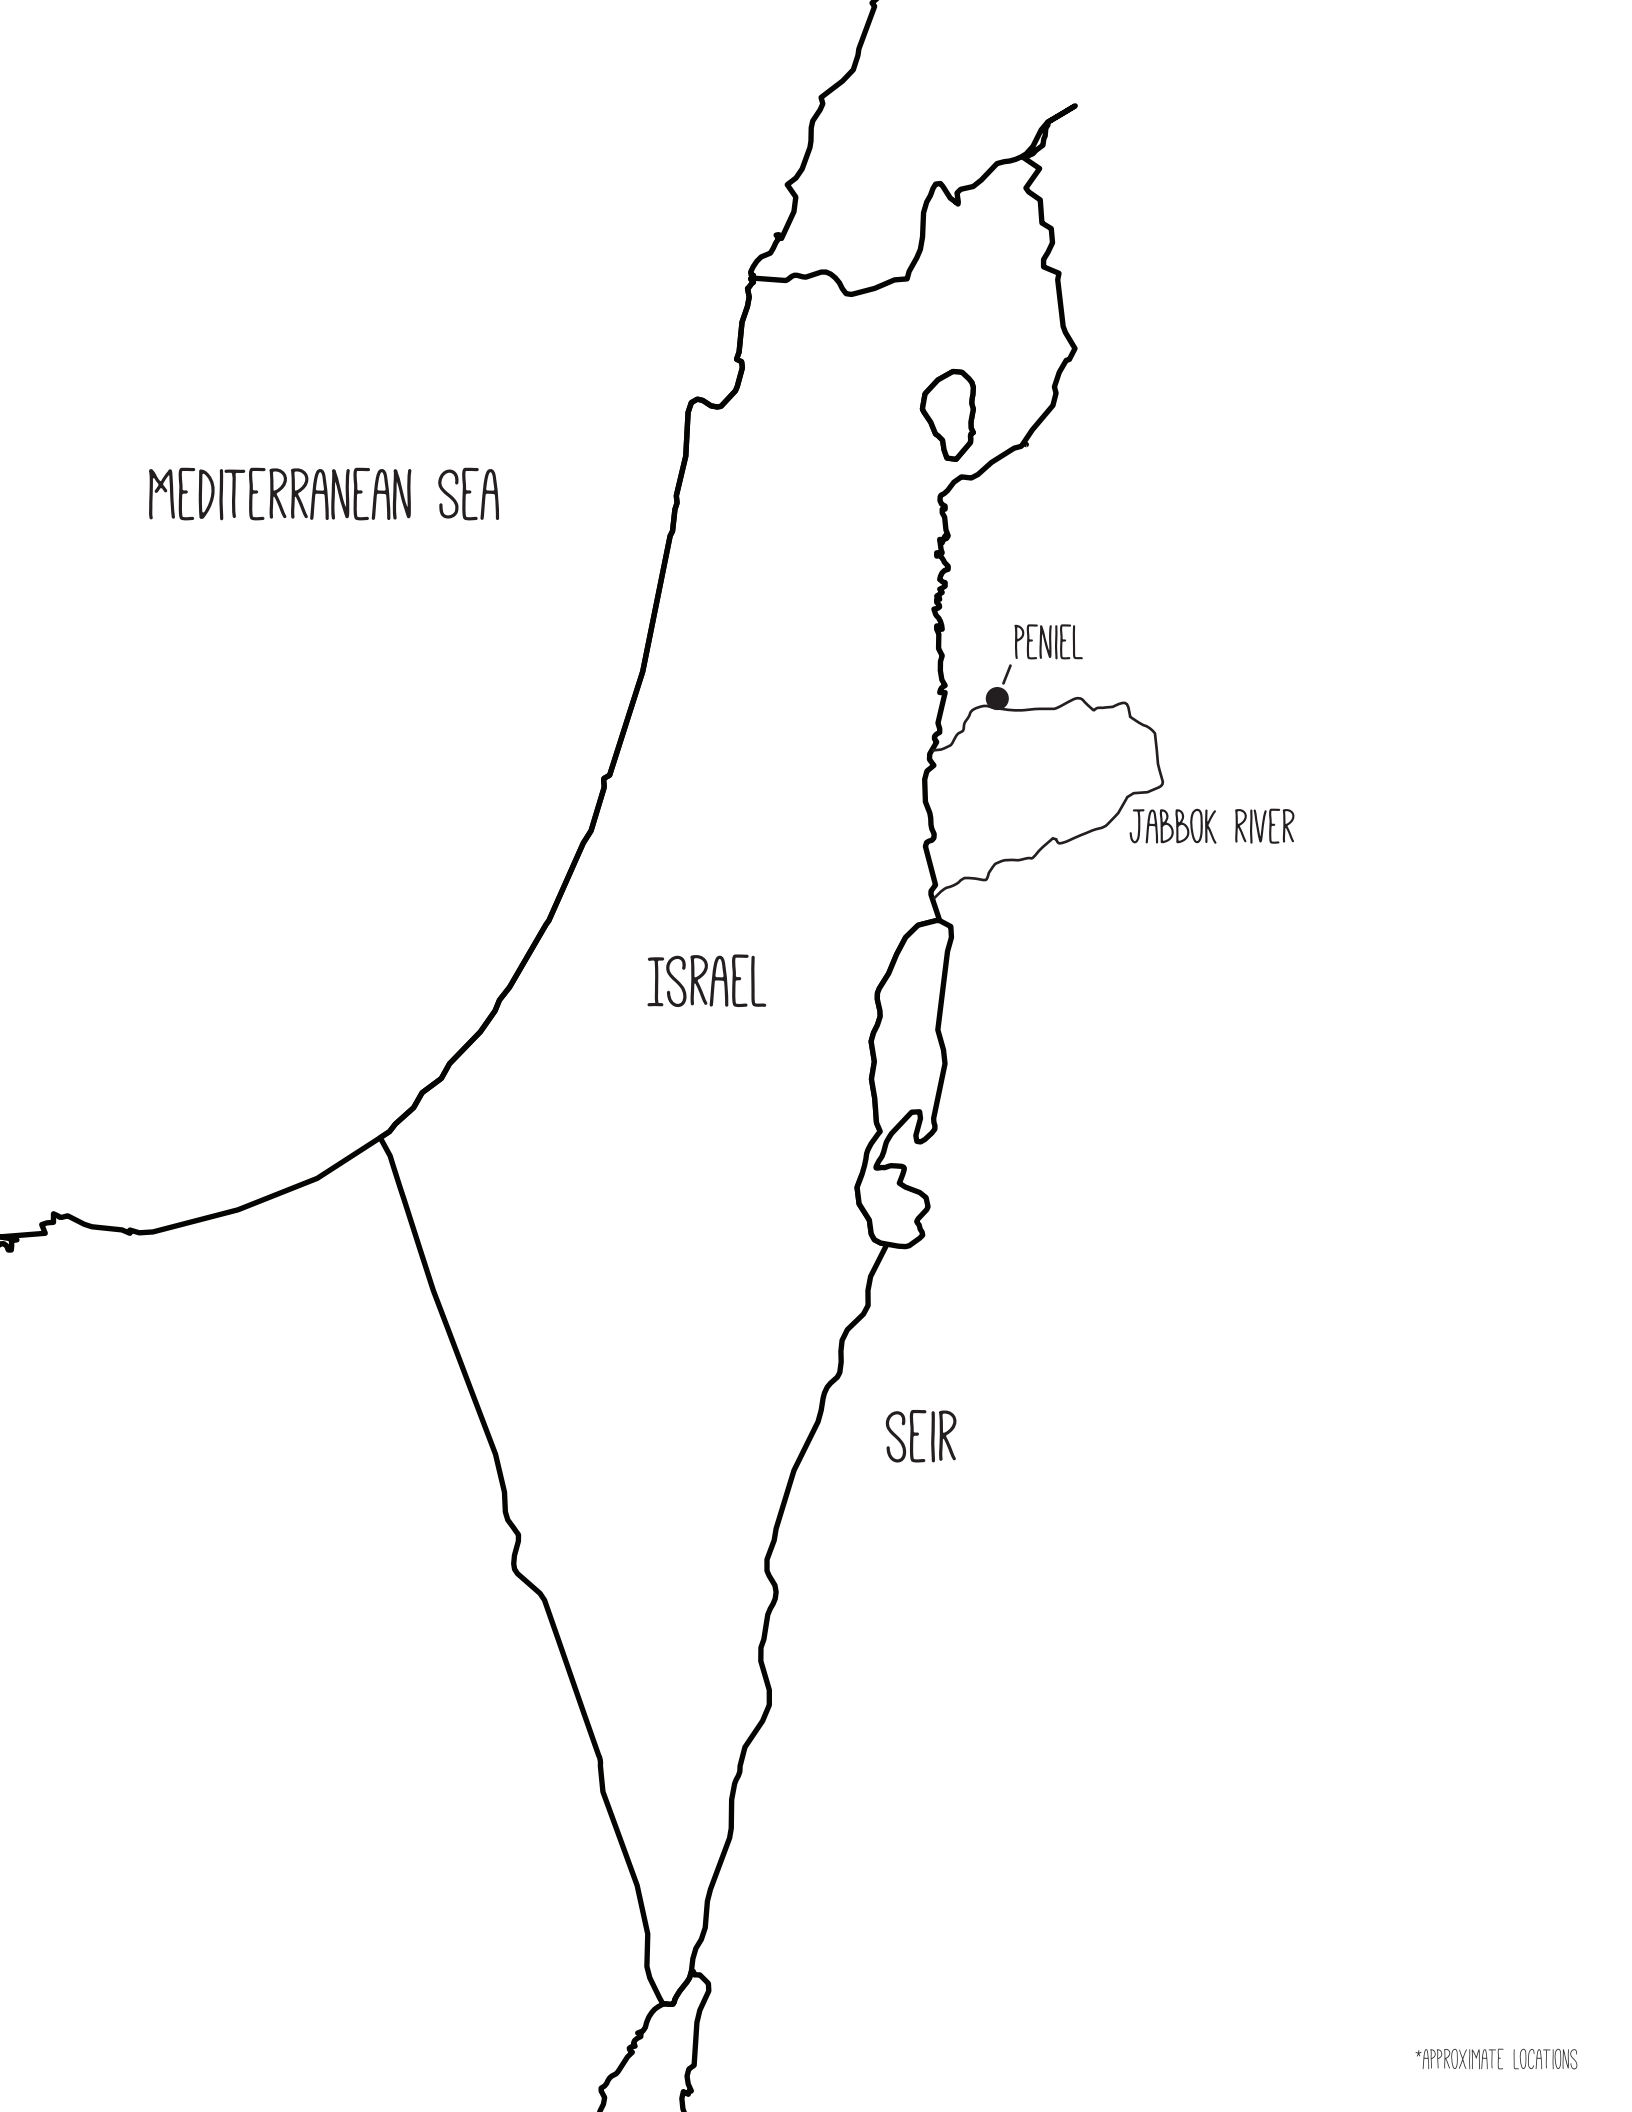 MEDITERRANEAN SEA
PENIEL
JABBOK RIVER
ISRAEL
SEIR
*APPROXIMATE LOCATIONS